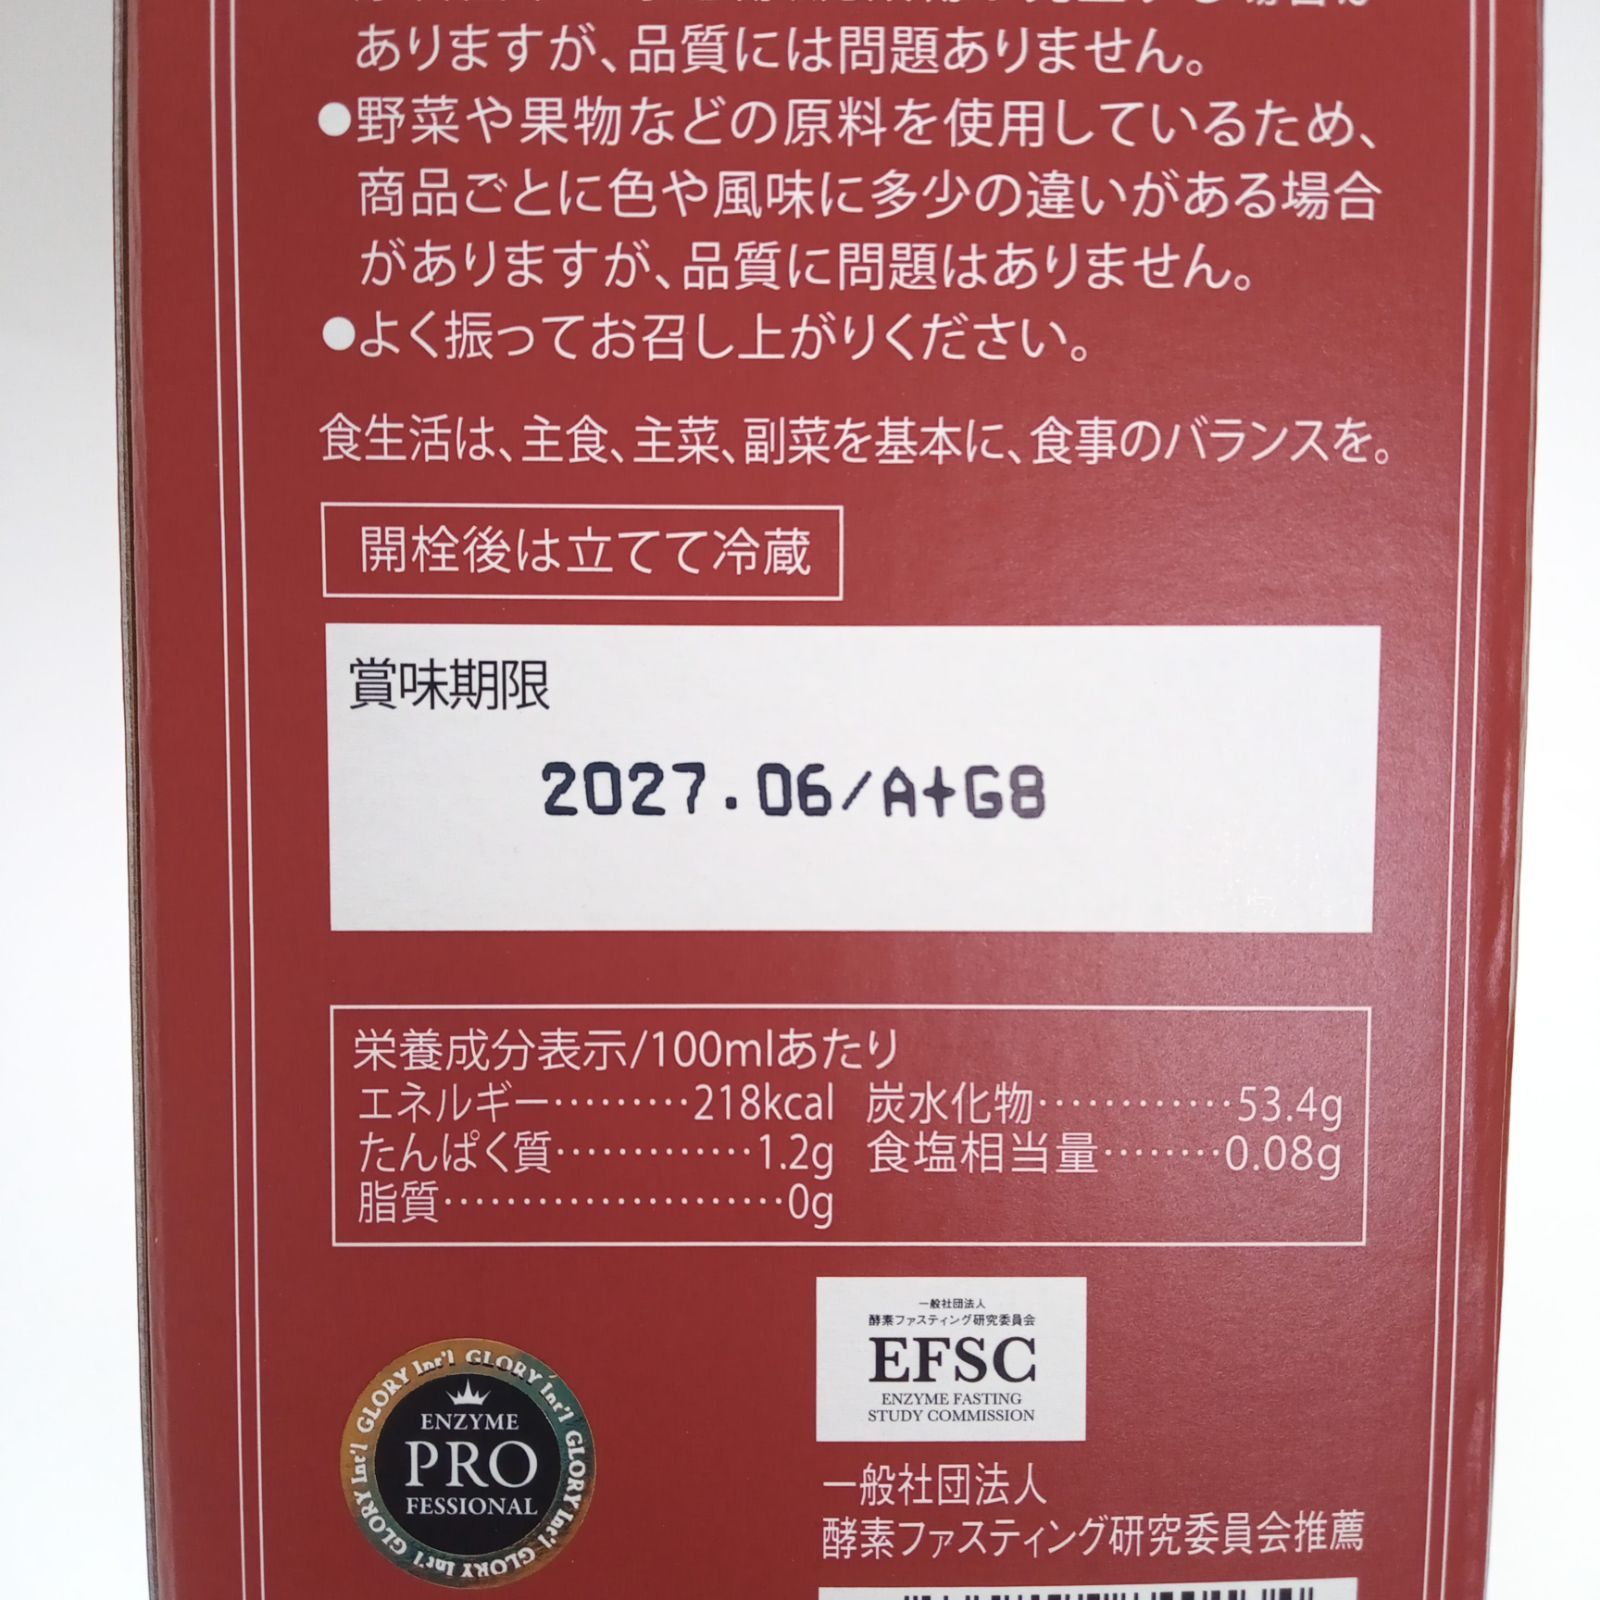 ありますが、品質には問題ありません。
●野菜や果物などの原料を使用しているため、
商品ごとに色や風味に多少の違いがある場合
がありますが、品質に問題はありません。
●よく振ってお召し上がりください。
食生活は、主食、主菜、副菜を基本に、食事のバランスを。
開栓後は立てて冷蔵
賞味期限
2027.06/A+G8
栄養成分表示/100mlあたり
エネルギー………218kcal 炭水化物…………53.4g
たんぱく質…………1.2g 食塩相当量………0.08g
脂質……………………0g
一般社団法人
酵素ファスティング研究委員会
EFSC
ENZYME FASTING
STUDY COMMISSION
GLORY Int'l GLORY Int'l GLORY Int'l GLORY Int'l GLORY Int'l
ENZYME
PRO
FESSIONAL
一般社団法人
酵素ファスティング研究委員会推薦